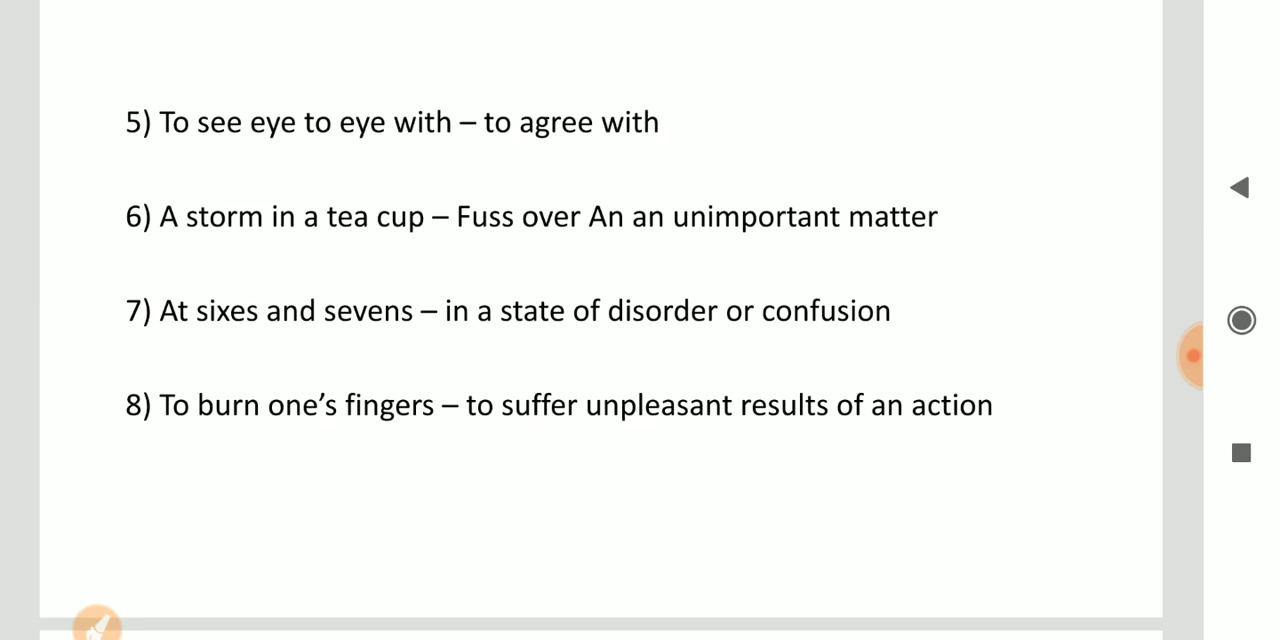 5) To see eye to eye with – to agree with
6) A storm in a tea cup – Fuss over An an unimportant matter
7) At sixes and sevens – in a state of disorder or confusion
8) To burn one’s fingers – to suffer unpleasant results of an action